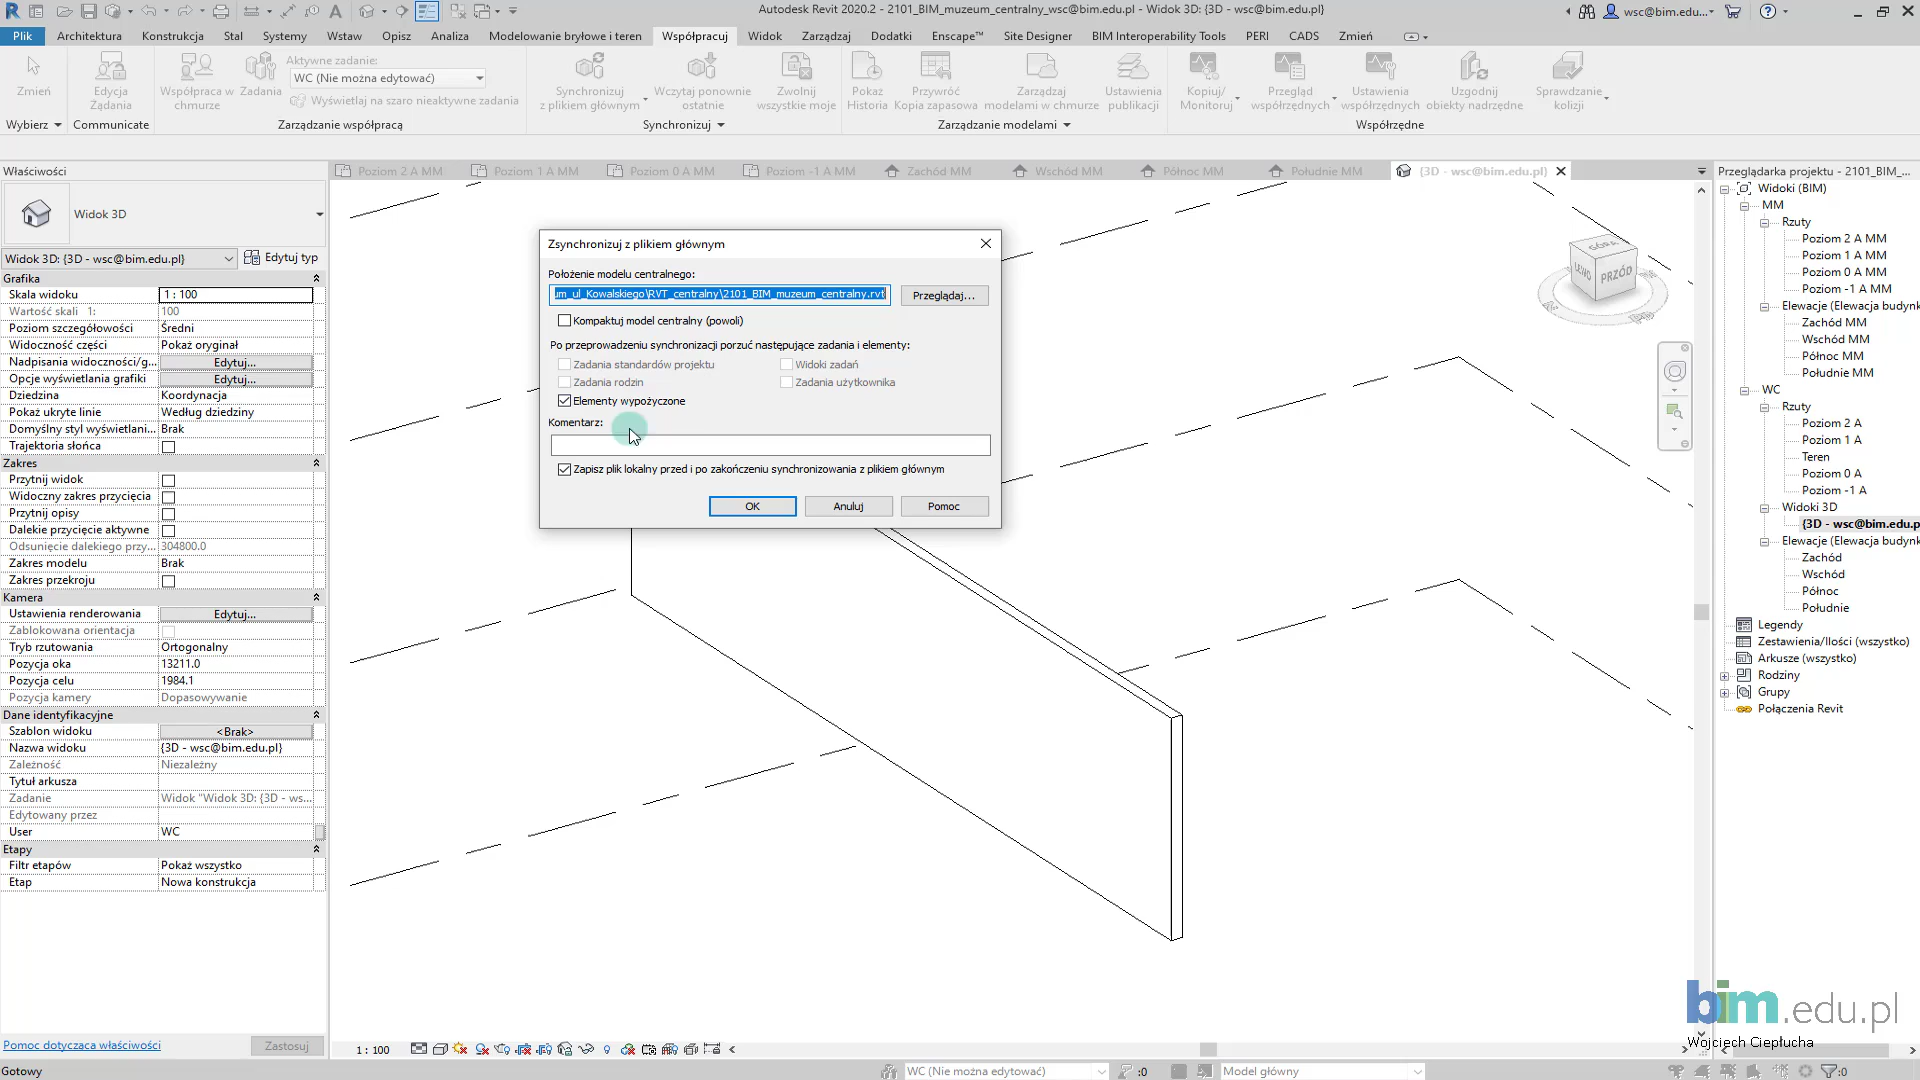 Autodesk Revit 2020.2 - 2101_BIM_muzeum_centralny_wsc@bim.edu.pl - Widok 3D: {3D - wsc@bim.edu.pl}
wsc@bim.edu...
Plik Architektura Konstrukcja Stal Systemy Wstaw Opisz Analiza Modelowanie bryłowe i teren Współpracuj Widok Zarządzaj Dodatki Enscape™ Site Designer BIM Interoperability Tools PERI CADS Zmień
Zmień
Wybierz
Edycja
Żądania
Communicate
Współpraca w
chmurze
Zadania
Aktywne zadanie:
WC (Nie można edytować)
Wyświetlaj na szaro nieaktywne zadania
Zarządzanie współpracą
Synchronizuj
z plikiem głównym
Wczytaj ponownie
ostatnie
Zwolnij
wszystkie moje
Synchronizuj
Pokaż
Historia
Przywróć
Kopia zapasowa
Zarządzaj
modelami w chmurze
Ustawienia
publikacji
Zarządzanie modelami
Kopiuj/
Monitoruj
Przegląd
współrzędnych
Ustawienia
współrzędnych
Uzgodnij
obiekty nadrzędne
Sprawdzanie
kolizji
Współrzędne
Właściwości
Widok 3D
Widok 3D: {3D - wsc@bim.edu.pl}
Edytuj typ
Grafika
Skala widoku 1 : 100
Wartość skali 1: 100
Poziom szczegółowości Średni
Widoczność części Pokaż oryginał
Nadpisania widoczności/g... Edytuj...
Opcje wyświetlania grafiki Edytuj...
Dziedzina Koordynacja
Pokaż ukryte linie Według dziedziny
Domyślny styl wyświetlani... Brak
Trajektoria słońca
Zakres
Przytnij widok
Widoczny zakres przycięcia
Przytnij opisy
Dalekie przycięcie aktywne
Odsunięcie dalekiego przy... 304800.0
Zakres modelu Brak
Zakres przekroju
Kamera
Ustawienia renderowania Edytuj...
Zablokowana orientacja
Tryb rzutowania Ortogonalny
Pozycja oka 13211.0
Pozycja celu 1984.1
Pozycja kamery Dopasowywanie
Dane identyfikacyjne
Szablon widoku <Brak>
Nazwa widoku {3D - wsc@bim.edu.pl}
Zależność Niezależny
Tytuł arkusza
Zadanie Widok "Widok 3D: {3D - ws...
Edytowany przez
User WC
Etapy
Filtr etapów Pokaż wszystko
Etap Nowa konstrukcja
Pomoc dotycząca właściwości
Zastosuj
Poziom 2 A MM Poziom 1 A MM Poziom 0 A MM Poziom -1 A MM Zachód MM Wschód MM Północ MM Południe MM {3D - wsc@bim.edu.pl}
Zsynchronizuj z plikiem głównym
Położenie modelu centralnego:
um_ul_Kowalskiego\RVT_centralny\2101_BIM_muzeum_centralny.rvt
Przeglądaj...
Kompaktuj model centralny (powoli)
Po przeprowadzeniu synchronizacji porzuć następujące zadania i elementy:
Zadania standardów projektu
Widoki zadań
Zadania rodzin
Zadania użytkownika
Elementy wypożyczone
Komentarz:
Zapisz plik lokalny przed i po zakończeniu synchronizowania z plikiem głównym
OK Anuluj Pomoc
GÓRA
LEWO PRZÓD
Przeglądarka projektu - 2101_BIM_...
Widoki (BIM)
MM
Rzuty
Poziom 2 A MM
Poziom 1 A MM
Poziom 0 A MM
Poziom -1 A MM
Elewacje (Elewacja budynk
Zachód MM
Wschód MM
Północ MM
Południe MM
WC
Rzuty
Poziom 2 A
Poziom 1 A
Teren
Poziom 0 A
Poziom -1 A
Widoki 3D
{3D - wsc@bim.edu.p
Elewacje (Elewacja budynk
Zachód
Wschód
Północ
Południe
Legendy
Zestawienia/Ilości (wszystko)
Arkusze (wszystko)
Rodziny
Grupy
Połączenia Revit
1 : 100
bim.edu.pl
Wojciech Ciepłucha
Gotowy
WC (Nie można edytować)
:0
Model główny
:0